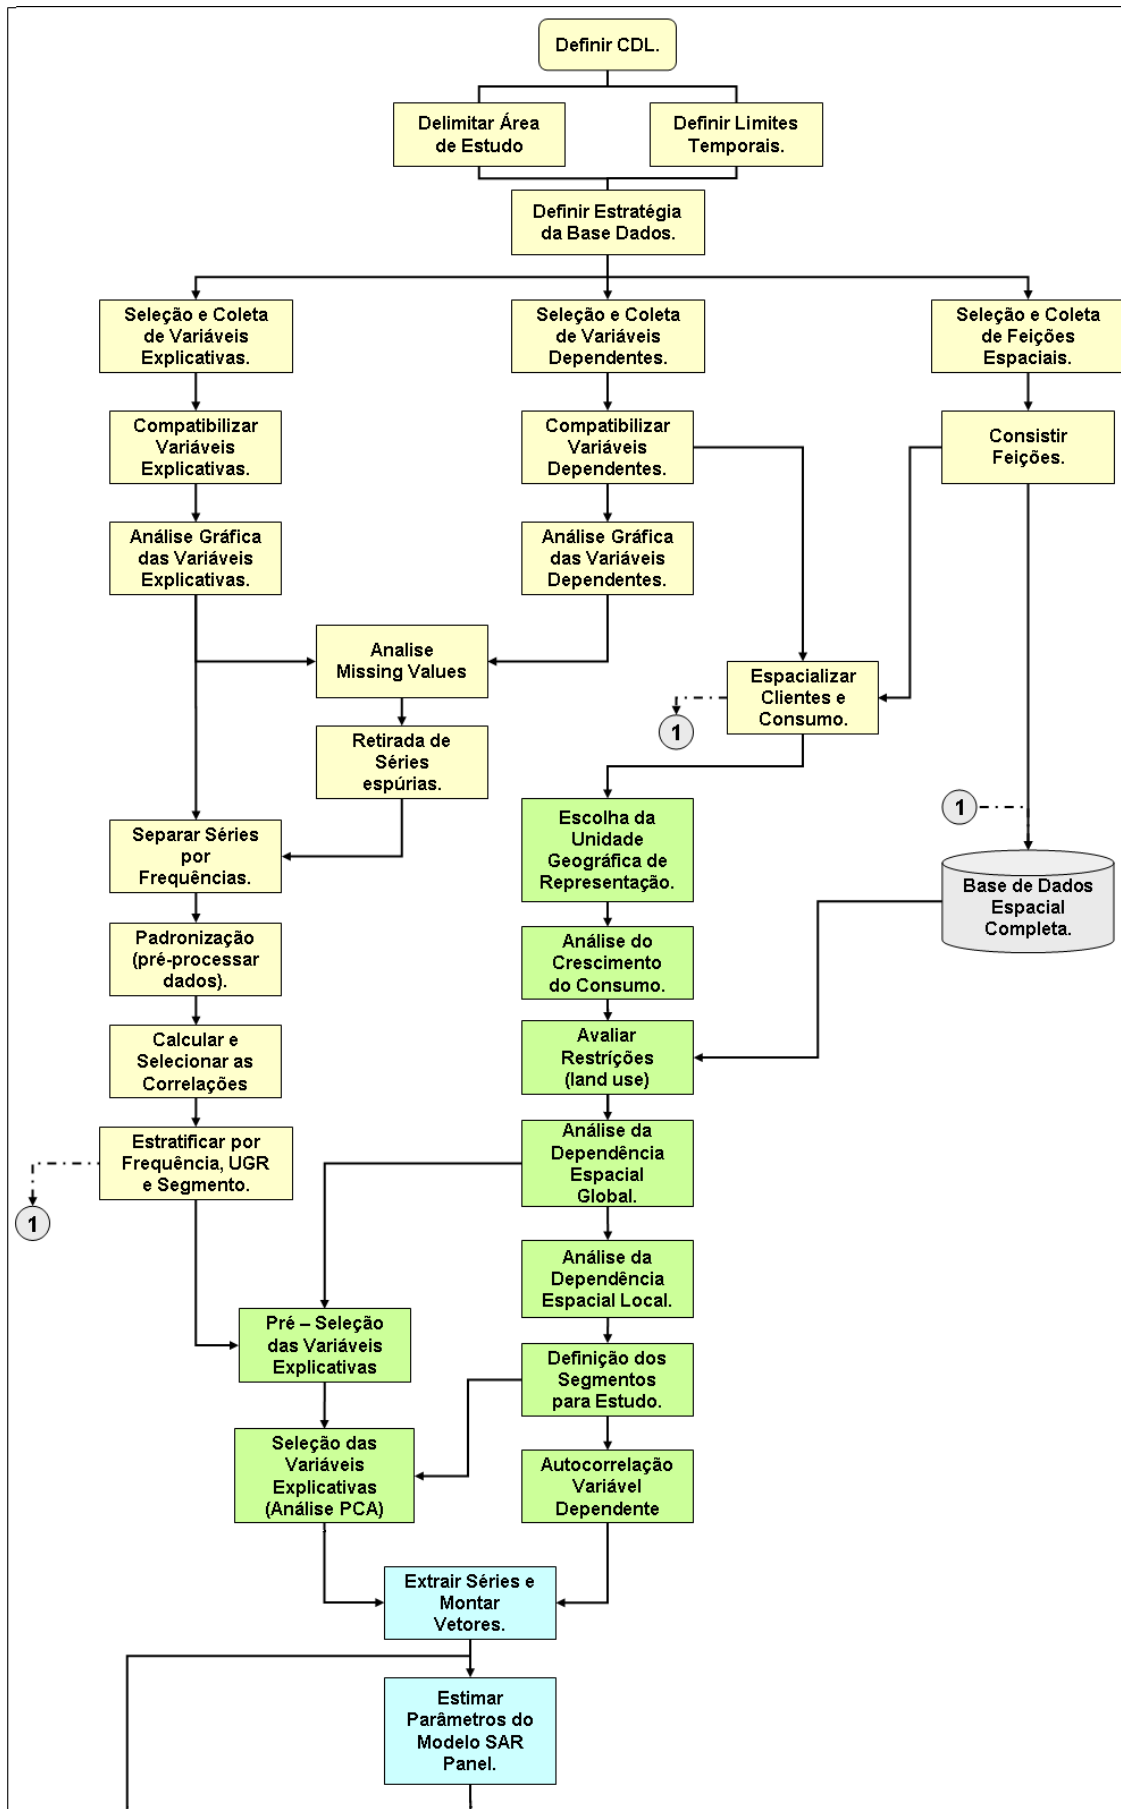 Definir CDL.
Delimitar Área
de Estudo
Definir Limites
Temporais.
Definir Estratégia
da Base Dados.
Seleção e Coleta
de Variáveis
Explicativas.
Seleção e Coleta
de Variáveis
Dependentes.
Seleção e Coleta
de Feições
Espaciais.
Compatibilizar
Variáveis
Explicativas.
Compatibilizar
Variáveis
Dependentes.
Consistir
Feições.
Análise Gráfica
das Variáveis
Explicativas.
Análise Gráfica
das Variáveis
Dependentes.
Analise
Missing Values
Espacializar
Clientes e
Consumo.
1
Retirada de
Séries
espúrias.
Escolha da
Unidade
Geográfica de
Representação.
1
Separar Séries
por
Frequências.
Base de Dados
Espacial
Completa.
Padronização
(pré-processar
dados).
Análise do
Crescimento
do Consumo.
Calcular e
Selecionar as
Correlações
Avaliar
Restríções
(land use)
Estratificar por
Frequência, UGR
e Segmento.
1
Análise da
Dependência
Espacial
Global.
Análise da
Dependência
Espacial Local.
Pré – Seleção
das Variáveis
Explicativas
Definição dos
Segmentos
para Estudo.
Seleção das
Variáveis
Explicativas
(Análise PCA)
Autocorrelação
Variável
Dependente
Extrair Séries e
Montar
Vetores.
Estimar
Parâmetros do
Modelo SAR
Panel.